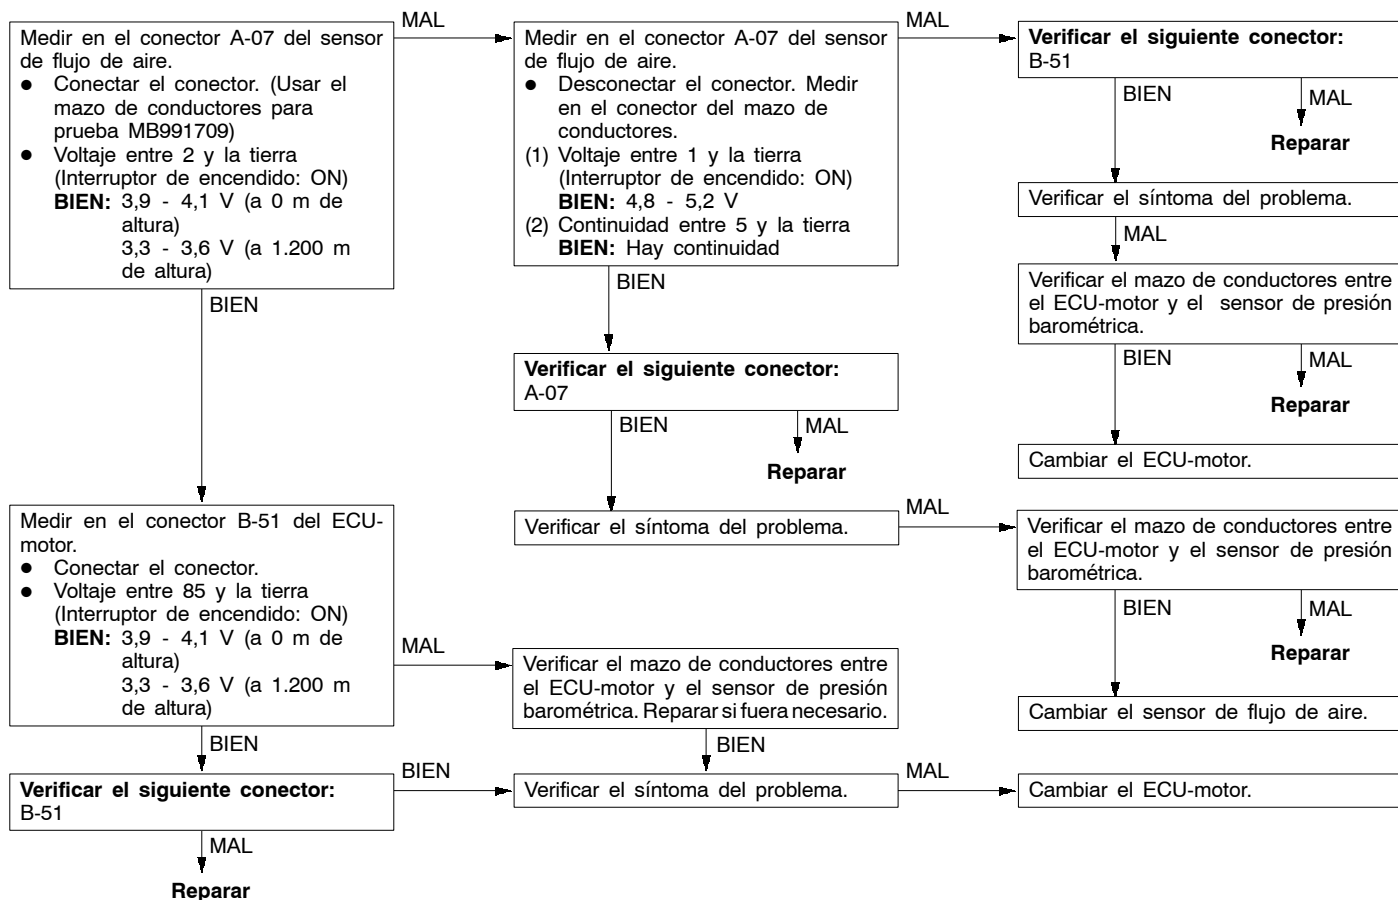 Medir en el conector A-07 del sensor
de flujo de aire.
● Conectar el conector. (Usar el
mazo de conductores para
prueba MB991709)
● Voltaje entre 2 y la tierra
(Interruptor de encendido: ON)
BIEN: 3,9 - 4,1 V (a 0 m de
altura)
3,3 - 3,6 V (a 1.200 m
de altura)
MAL
Medir en el conector A-07 del sensor
de flujo de aire.
● Desconectar el conector. Medir
en el conector del mazo de
conductores.
(1) Voltaje entre 1 y la tierra
(Interruptor de encendido: ON)
BIEN: 4,8 - 5,2 V
(2) Continuidad entre 5 y la tierra
BIEN: Hay continuidad
MAL
Verificar el siguiente conector:
B-51
BIEN
MAL
Reparar
Verificar el síntoma del problema.
MAL
Verificar el mazo de conductores entre
el ECU-motor y el sensor de presión
barométrica.
BIEN
MAL
Reparar
Cambiar el ECU-motor.
BIEN
Verificar el siguiente conector:
A-07
BIEN
MAL
Reparar
Verificar el síntoma del problema.
MAL
Verificar el mazo de conductores entre
el ECU-motor y el sensor de presión
barométrica.
BIEN
MAL
Reparar
Cambiar el sensor de flujo de aire.
BIEN
Medir en el conector B-51 del ECU-
motor.
● Conectar el conector.
● Voltaje entre 85 y la tierra
(Interruptor de encendido: ON)
BIEN: 3,9 - 4,1 V (a 0 m de
altura)
3,3 - 3,6 V (a 1.200 m
de altura)
MAL
Verificar el mazo de conductores entre
el ECU-motor y el sensor de presión
barométrica. Reparar si fuera necesario.
BIEN
BIEN
Verificar el siguiente conector:
B-51
BIEN
Verificar el síntoma del problema.
MAL
Cambiar el ECU-motor.
MAL
Reparar